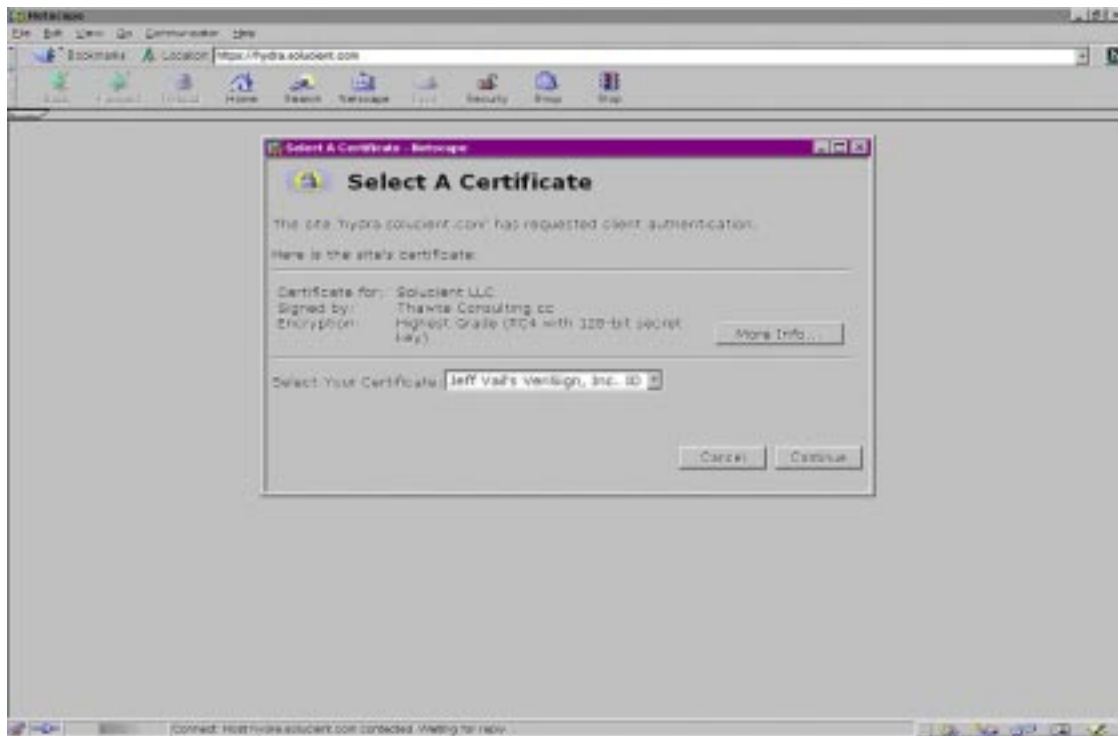 Netscape
File Edit View Go Communicator Help
Bookmarks Location: https://hydra.solucient.com
Home Search Netscape Security Shop Stop
Select A Certificate - Netscape
Select A Certificate
The site 'hydra.solucient.com' has requested client authentication.
Here is the site's certificate:
Certificate for: Solucient LLC
Signed by: Thawte Consulting cc
Encryption: Highest Grade (RC4 with 128-bit secret
key)
More Info...
Select Your Certificate: Jeff Vail's VeriSign, Inc. ID
Cancel Continue
Connect: Host hydra.solucient.com contacted. Waiting for reply...